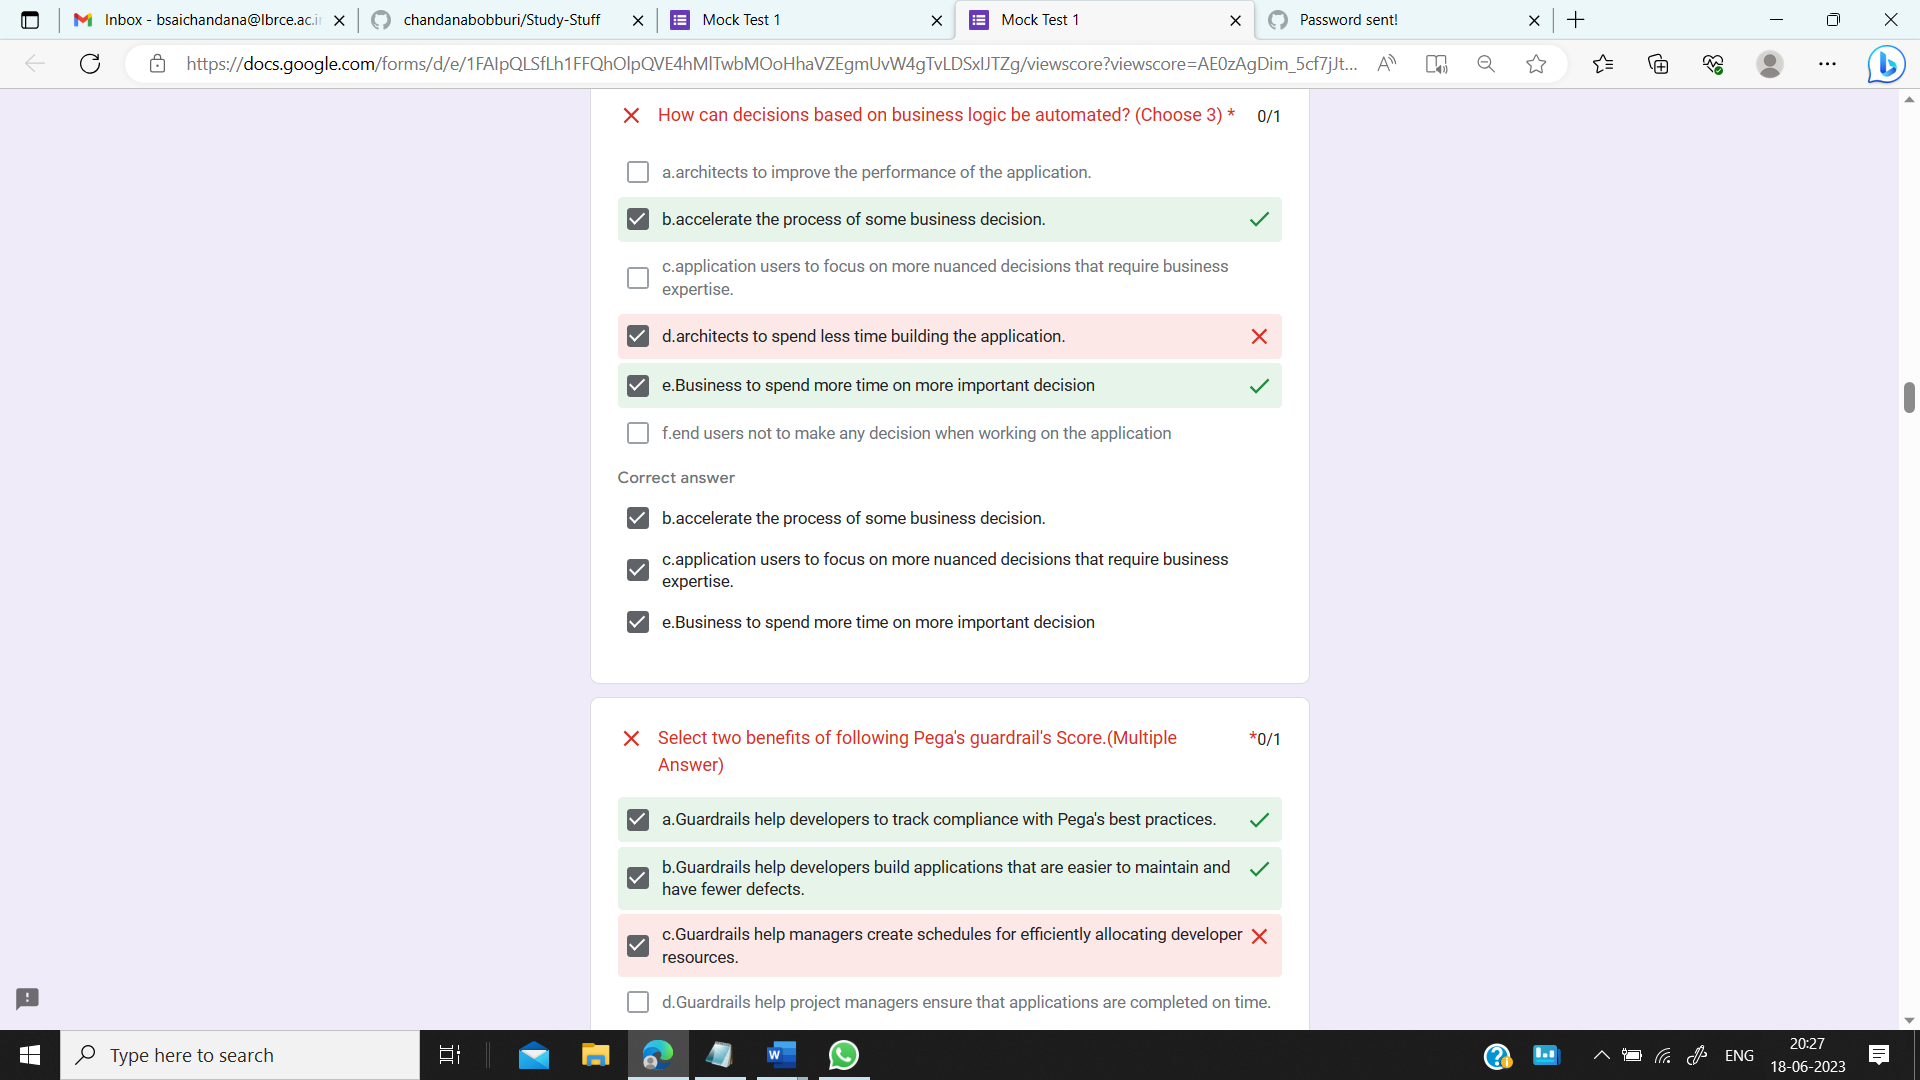 Inbox - bsaichandana@lbrce.ac.i
chandanabobburi/Study-Stuff
Mock Test 1
Mock Test 1
Password sent!
https://docs.google.com/forms/d/e/1FAIpQLSfLh1FFQhOlpQVE4hMlTwbMOoHhaVZEgmUvW4gTvLDSxIJTZg/viewscore?viewscore=AE0zAgDim_5cf7jJt...
How can decisions based on business logic be automated? (Choose 3) * 0/1
a.architects to improve the performance of the application.
b.accelerate the process of some business decision.
c.application users to focus on more nuanced decisions that require business
expertise.
d.architects to spend less time building the application.
e.Business to spend more time on more important decision
f.end users not to make any decision when working on the application
Correct answer
b.accelerate the process of some business decision.
c.application users to focus on more nuanced decisions that require business
expertise.
e.Business to spend more time on more important decision
Select two benefits of following Pega's guardrail's Score.(Multiple *0/1
Answer)
a.Guardrails help developers to track compliance with Pega's best practices.
b.Guardrails help developers build applications that are easier to maintain and
have fewer defects.
c.Guardrails help managers create schedules for efficiently allocating developer
resources.
d.Guardrails help project managers ensure that applications are completed on time.
Type here to search
ENG
20:27
18-06-2023